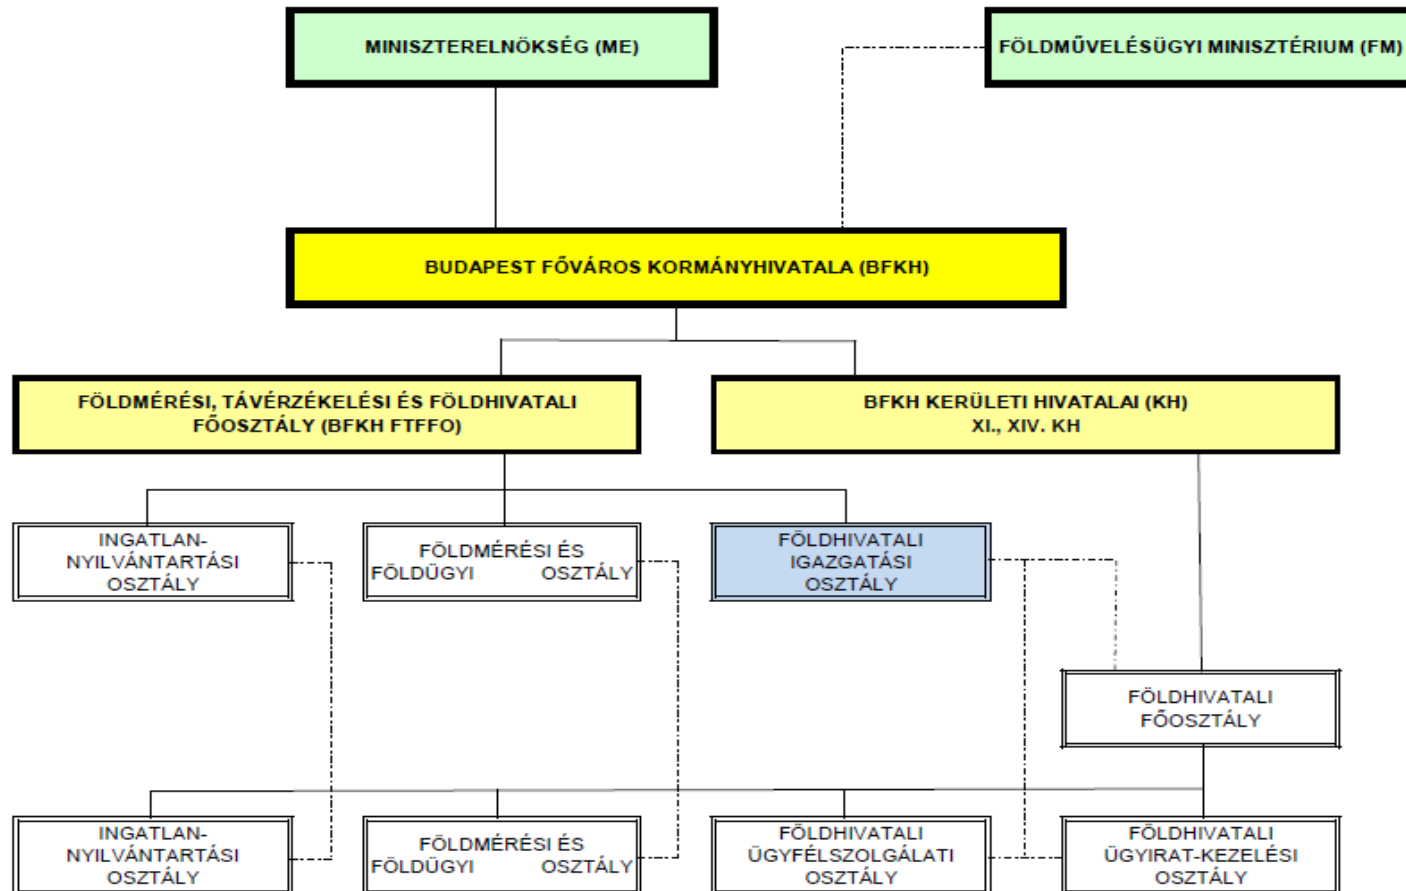 MINISZTERELNÖKSÉG (ME)
FÖLDMŰVELÉSÜGYI MINISZTÉRIUM (FM)
BUDAPEST FŐVÁROS KORMÁNYHIVATALA (BFKH)
FÖLDMÉRÉSI, TÁVÉRZÉKELÉSI ÉS FÖLDHIVATALI
FŐOSZTÁLY (BFKH FTFFO)
BFKH KERÜLETI HIVATALAI (KH)
XI., XIV. KH
INGATLAN-
NYILVÁNTARTÁSI
OSZTÁLY
FÖLDMÉRÉSI ÉS
FÖLDÜGYI OSZTÁLY
FÖLDHIVATALI
IGAZGATÁSI
OSZTÁLY
FÖLDHIVATALI
FŐOSZTÁLY
INGATLAN-
NYILVÁNTARTÁSI
OSZTÁLY
FÖLDMÉRÉSI ÉS
FÖLDÜGYI OSZTÁLY
FÖLDHIVATALI
ÜGYFÉLSZOLGÁLATI
OSZTÁLY
FÖLDHIVATALI
ÜGYIRAT-KEZELÉSI
OSZTÁLY